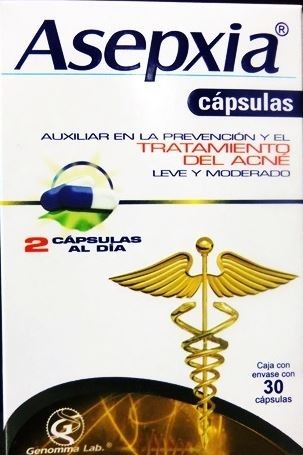 Asepxia®
cápsulas
AUXILIAR EN LA PREVENCIÓN Y EL
TRATAMIENTO
DEL ACNÉ
LEVE Y MODERADO
2 CÁPSULAS
AL DÍA
Caja con
envase con
30
cápsulas
Genomma Lab.®